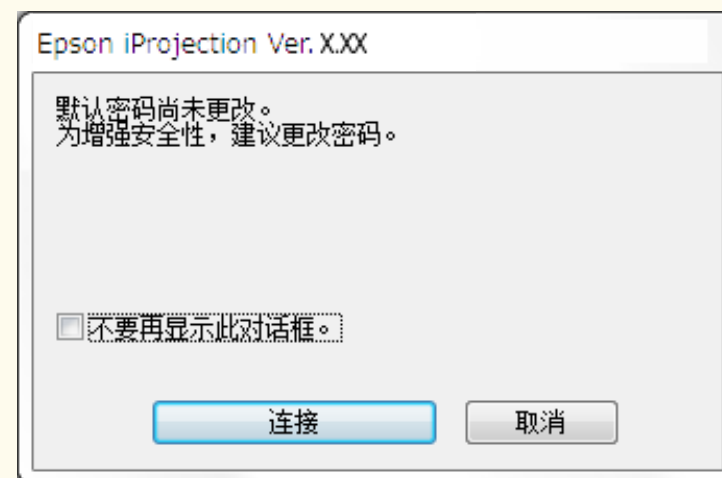 Epson iProjection Ver. X.XX
默认密码尚未更改。
为增强安全性，建议更改密码。
不要再显示此对话框。
连接
取消